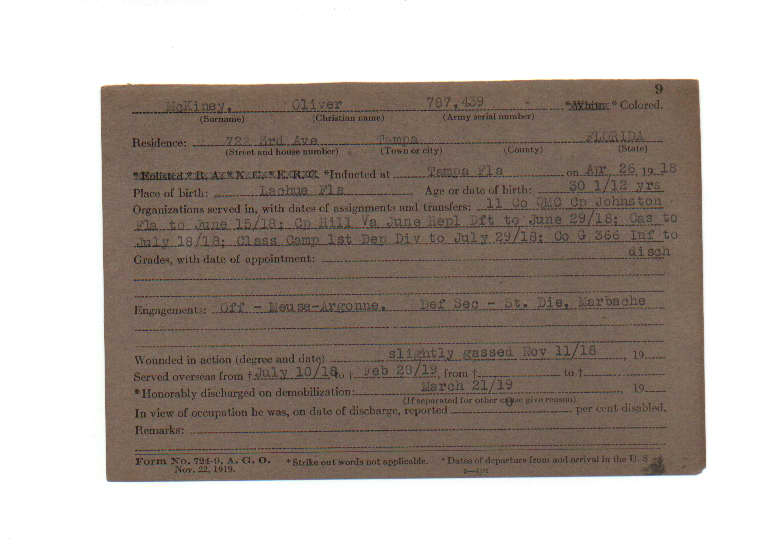 9
McKiney, Oliver 787,439 * Colored.
(Surname) (Christian name) (Army serial number)
Residence: 722 3rd Ave Tampa FLORIDA
(Street and house number) (Town or city) (County) (State)
*Inducted at Tampa Fla on Apr 26 19 18
Place of birth: Lachua Fla Age or date of birth: 30 1/12 yrs
Organizations served in, with dates of assignments and transfers: 11 Co QMC Cp Johnston
Fla to June 15/18; Cp Hill Va June Repl Dft to June 29/18; Cas to
July 18/18; Class Camp 1st Dep Div to July 29/18; Co G 366 Inf to
disch
Grades, with date of appointment:
Engagements: Off - Meuse-Argonne. Def Sec - St. Die, Marbache
Wounded in action (degree and date) slightly gassed Nov 11/18 , 19
Served overseas from † July 10/18 to † Feb 28/19, from † to †
*Honorably discharged on demobilization: March 21/19 , 19
(If separated for other cause give reason)
In view of occupation he was, on date of discharge, reported per cent disabled.
Remarks:
Form No. 724-9, A. G. O. *Strike out words not applicable. *Dates of departure from and arrival in the U. S.
Nov. 22, 1919.